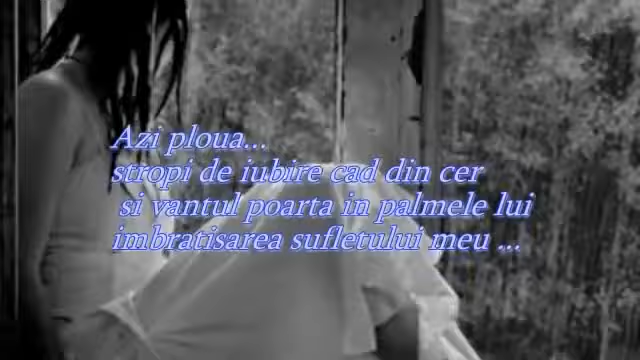 Azi ploua...
stropi de iubire cad din cer
si vantul poarta in palmele lui
imbratisarea sufletului meu ...